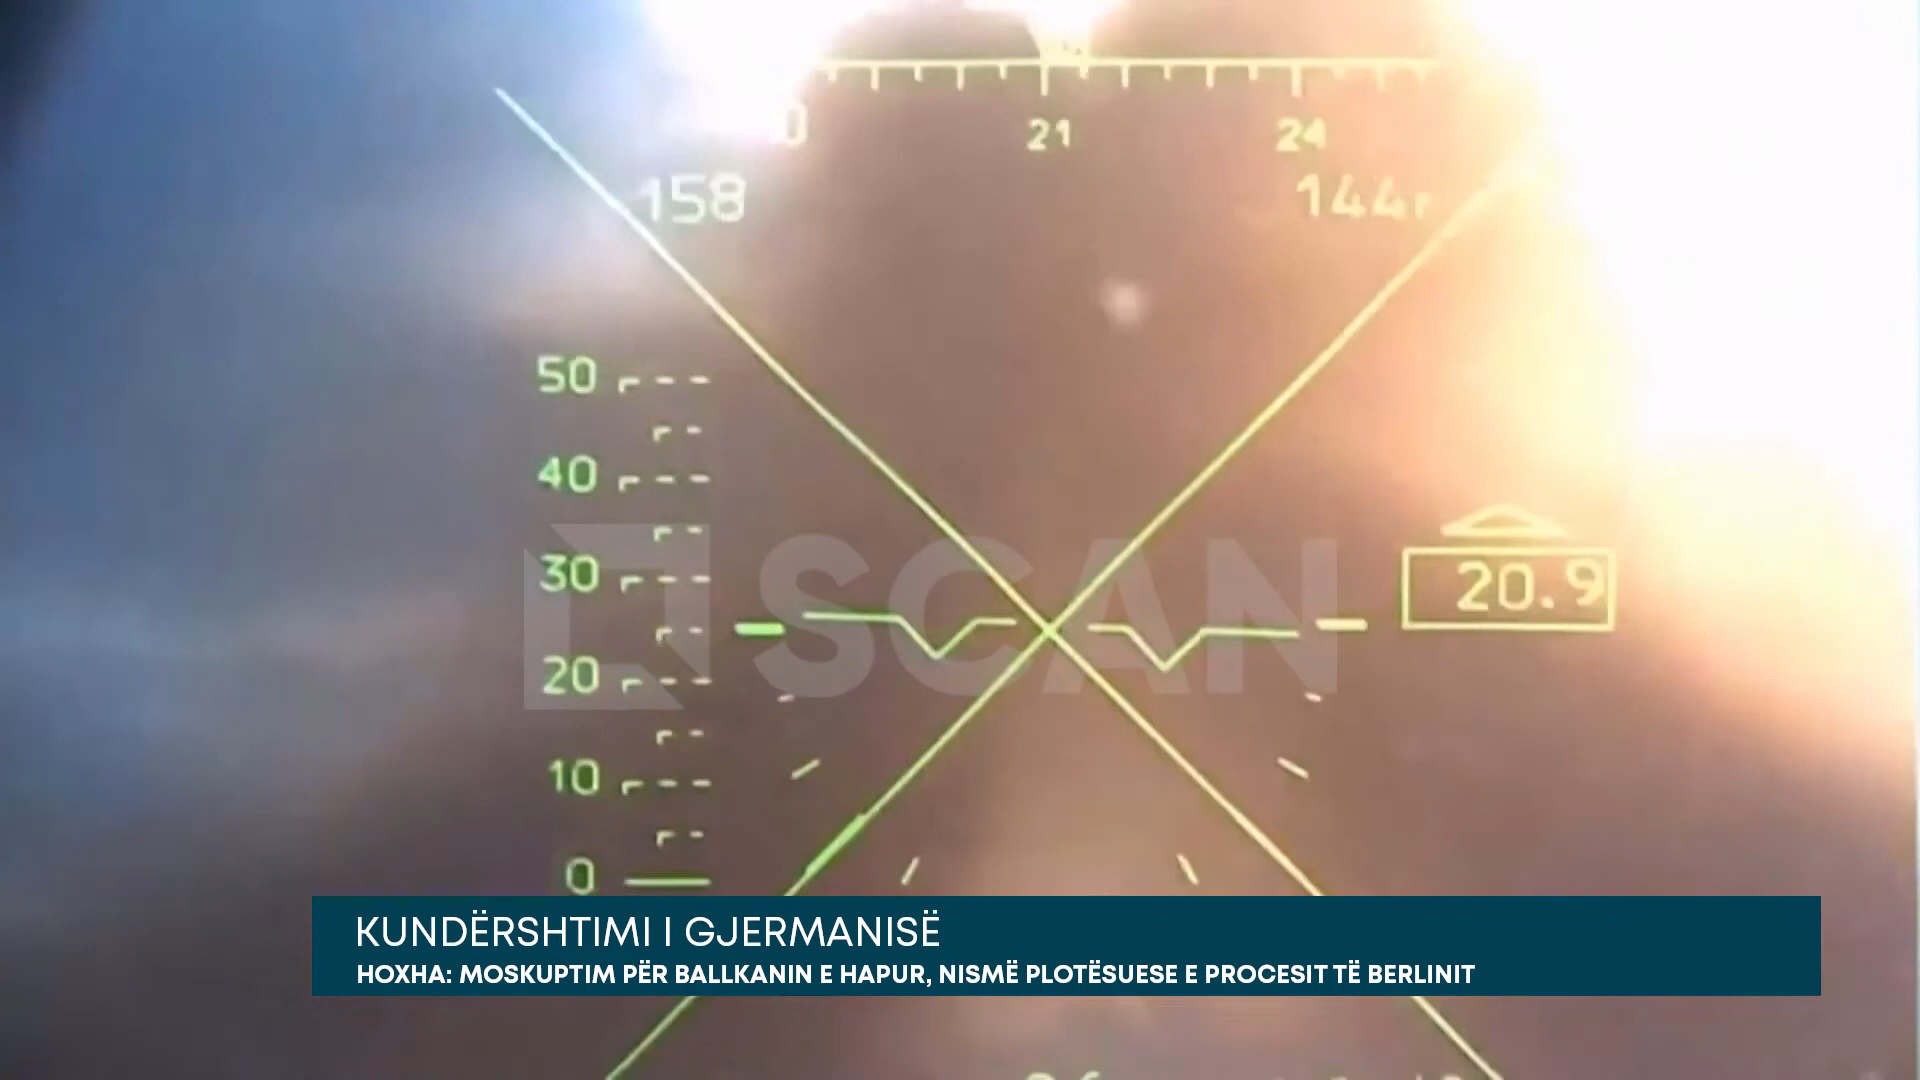 21
24
158
144г
50
40
30
20
10
0
20.9
SCAN
KUNDËRSHTIMI I GJERMANISË
HOXHA: MOSKUPTIM PËR BALLKANIN E HAPUR, NISMË PLOTËSUESE E PROCESIT TË BERLINIT